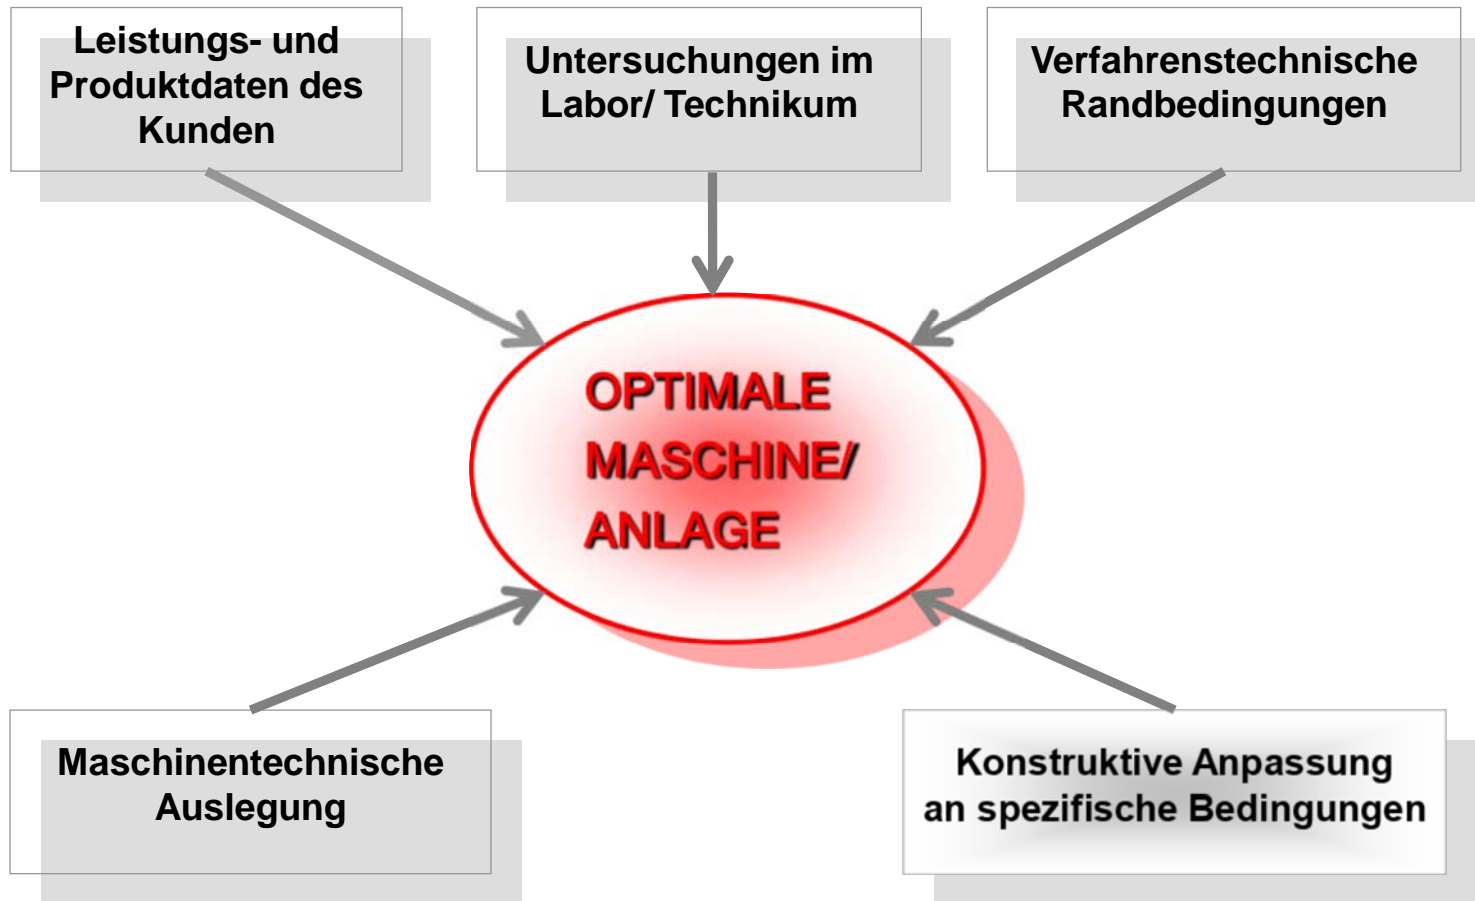 Leistungs- und
Produktdaten des
Kunden
Untersuchungen im
Labor/ Technikum
Verfahrenstechnische
Randbedingungen
OPTIMALE
MASCHINE/
ANLAGE
Maschinentechnische
Auslegung
Konstruktive Anpassung
an spezifische Bedingungen